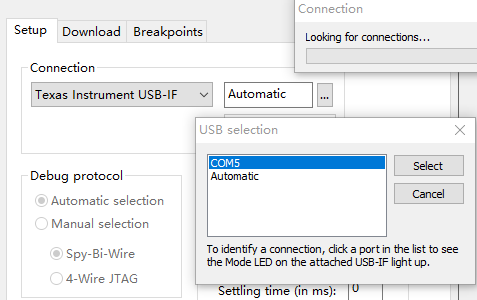 Connection
Setup
Download
Breakpoints
Looking for connections...
Connection
Texas Instrument USB-IF
Automatic
...
USB selection
COM5
Automatic
Select
Cancel
To identify a connection, click a port in the list to see
the Mode LED on the attached USB-IF light up.
Debug protocol
Automatic selection
Manual selection
Spy-Bi-Wire
4-Wire JTAG
Settling time (in ms):
0